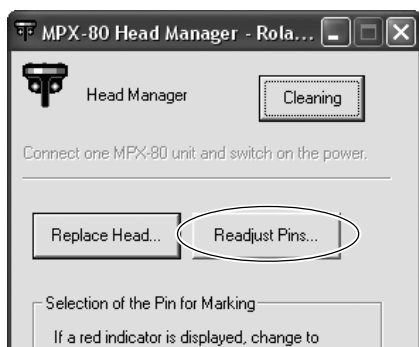 MPX-80 Head Manager - Rola...
Head Manager
Cleaning
Connect one MPX-80 unit and switch on the power.
Replace Head...
Readjust Pins...
Selection of the Pin for Marking
If a red indicator is displayed, change to